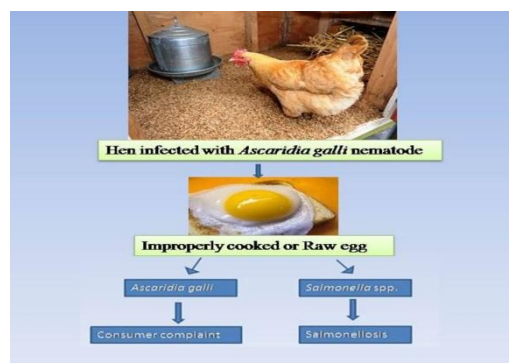 Hen infected with Ascaridia galli nematode
Improperly cooked or Raw egg
Ascaridia galli
Salmonella spp.
Consumer complaint
Salmonellosis